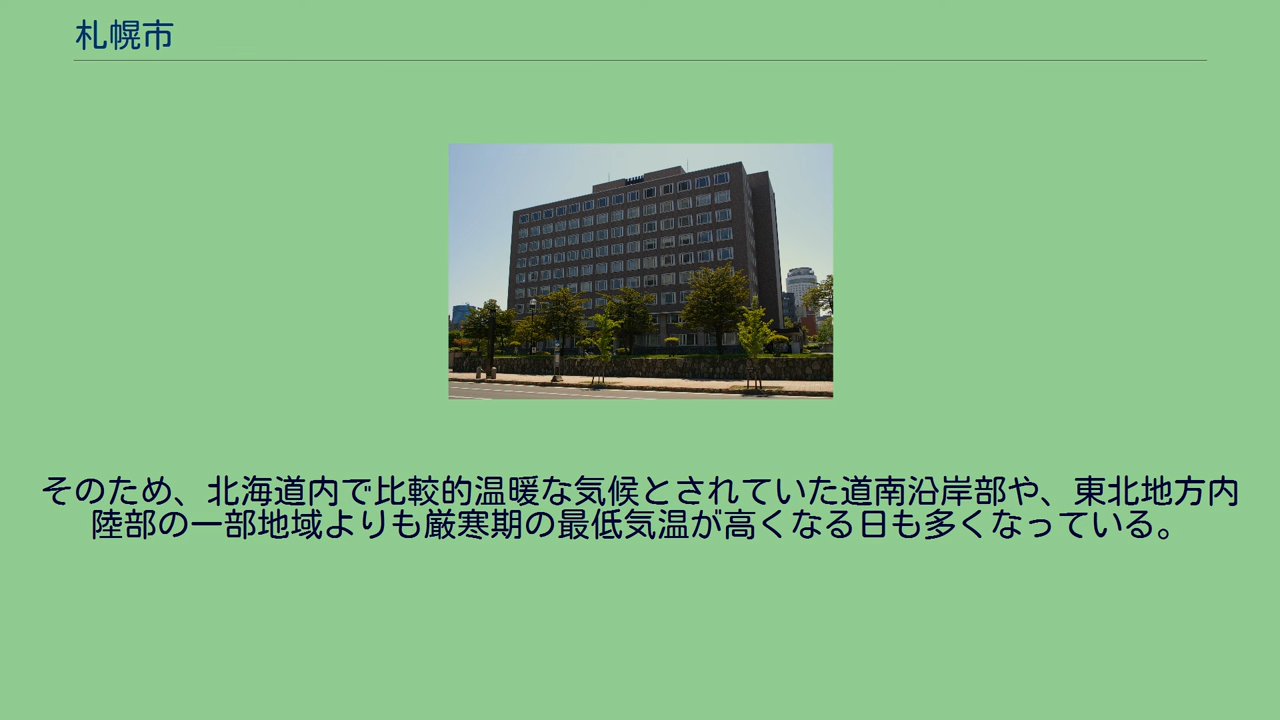 札幌市
そのため、北海道内で比較的温暖な気候とされていた道南沿岸部や、東北地方内
陸部の一部地域よりも厳寒期の最低気温が高くなる日も多くなっている。